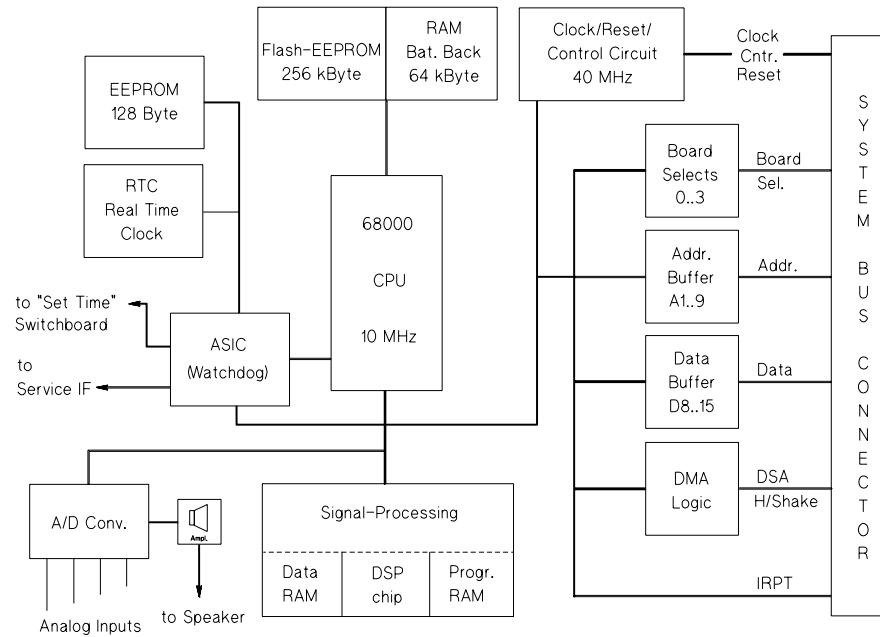 Flash-EEPROM
256 kByte
RAM
Bat. Back
64 kByte
Clock/Reset/
Control Circuit
40 MHz
Clock
Cntr.
Reset
EEPROM
128 Byte
RTC
Real Time
Clock
68000
CPU
10 MHz
Board
Selects
0..3
Board
Sel.
Addr.
Buffer
A1..9
Addr.
Data
Buffer
D8..15
Data
DMA
Logic
DSA
H/Shake
IRPT
SYSTEM BUS CONNECTOR
to "Set Time"
Switchboard
to
Service IF
ASIC
(Watchdog)
A/D Conv.
Ampl.
Signal-Processing
Data
RAM
DSP
chip
Progr.
RAM
Analog Inputs
to Speaker